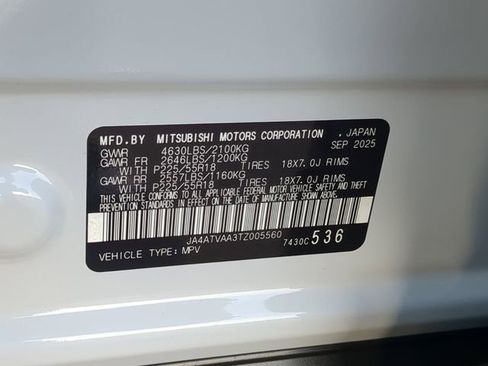 MFD.BY MITSUBISHI MOTORS CORPORATION . JAPAN
GWWR 4630LBS/2100KG SEP 2025
GAWR FR 2646LBS/1200KG
WITH P225/55R18 TIRES 18X7.0J RIMS
GAWR RR 2557LBS/1160KG
WITH P225/55R18 TIRES 18X7.0J RIMS
THIS VEHICLE CONFORMS TO ALL APPLICABLE FEDERAL MOTOR VEHICLE SAFETY AND THEFT
PREVENTION STANDARDS IN EFFECT ON THE DATE OF MANUFACTURE SHOWN ABOVE.
JA4ATVAA3TZ005560
VEHICLE TYPE: MPV 7430C 536